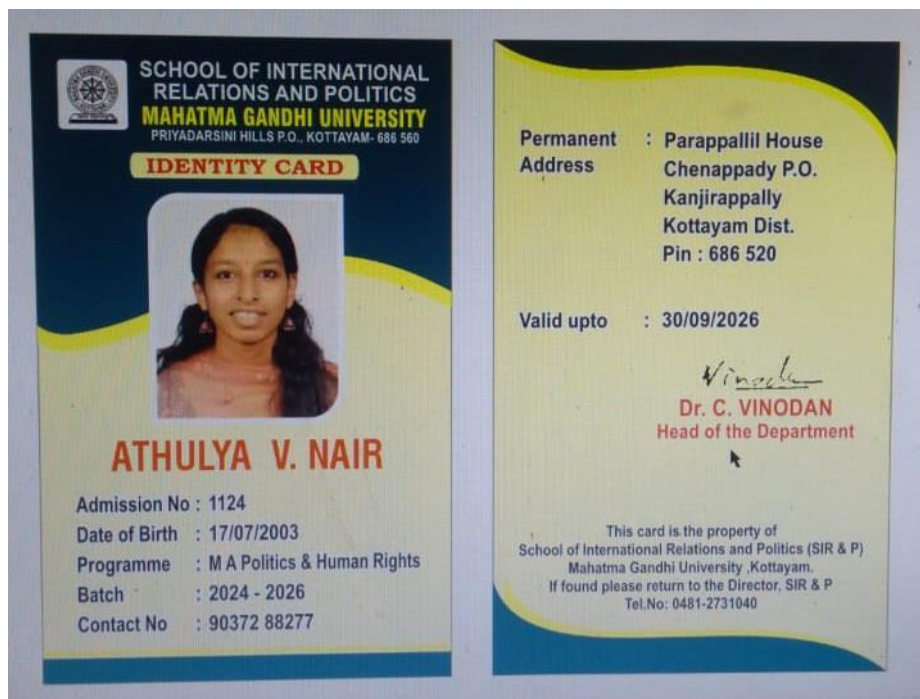 SCHOOL OF INTERNATIONAL
RELATIONS AND POLITICS
MAHATMA GANDHI UNIVERSITY
PRIYADARSINI HILLS P.O., KOTTAYAM- 686 560
IDENTITY CARD
ATHULYA V. NAIR
Admission No : 1124
Date of Birth : 17/07/2003
Programme : M A Politics & Human Rights
Batch : 2024 - 2026
Contact No : 90372 88277
Permanent Address : Parappallil House
Chenappady P.O.
Kanjirappally
Kottayam Dist.
Pin : 686 520
Valid upto : 30/09/2026
Dr. C. VINODAN
Head of the Department
This card is the property of
School of International Relations and Politics (SIR & P)
Mahatma Gandhi University ,Kottayam.
If found please return to the Director, SIR & P
Tel.No: 0481-2731040